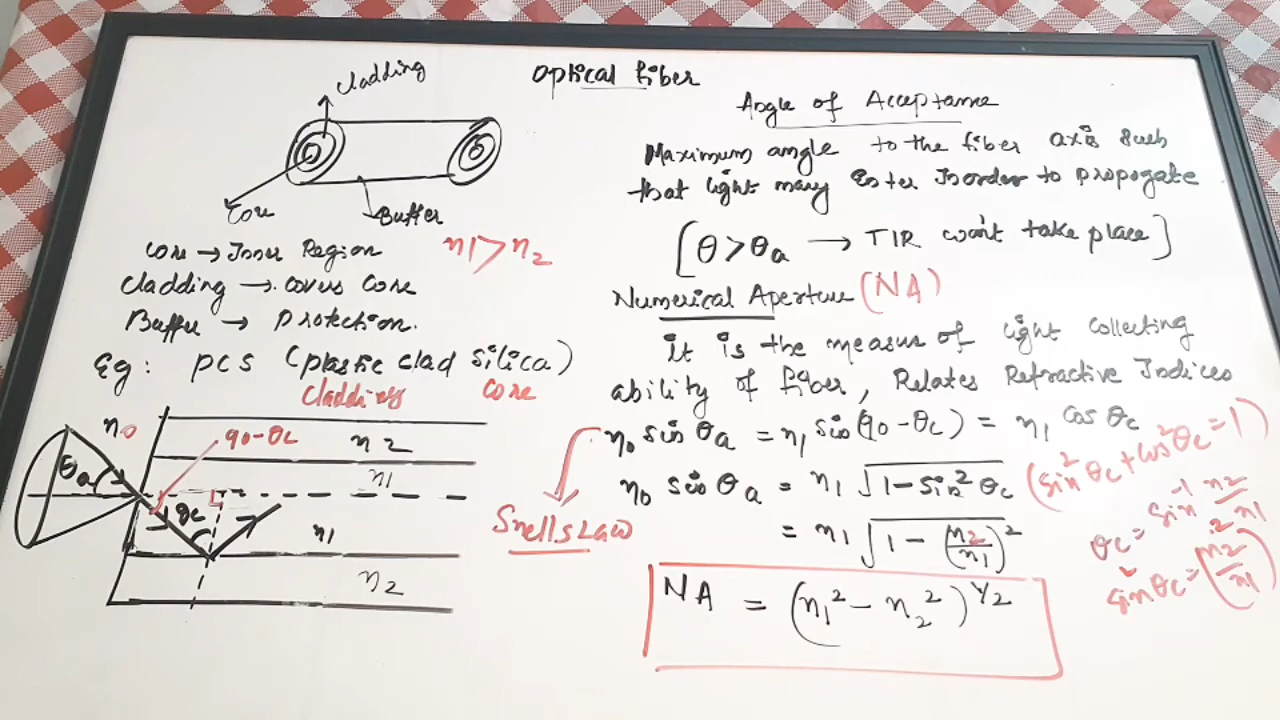 Optical fiber
cladding
Core
Buffer
Core → Inner Region
n1 > n2
Cladding → covers core
Buffer → Protection.
Eg: PCS (plastic clad silica)
Cladding core
n0
90-θc
n2
n1
θa
θc
n1
n2
Angle of Acceptance
Maximum angle to the fiber axis such
that light may Enter Inorder to propogate
[θ > θa → TIR won't take place]
Numerical Aperture (NA)
it is the measure of light collecting
ability of fiber, Relates Refractive Indices
n0 sin θa = n1 sin(90-θc) = n1 cos θc
Snells Law
n0 sin θa = n1 √1-sin²θc (sin²θc + cos²θc = 1)
= n1 √1 - (n2/n1)²
θc = sin⁻¹ n2/n1
sin²θc = (n2/n1)²
NA = (n1² - n2²)^1/2